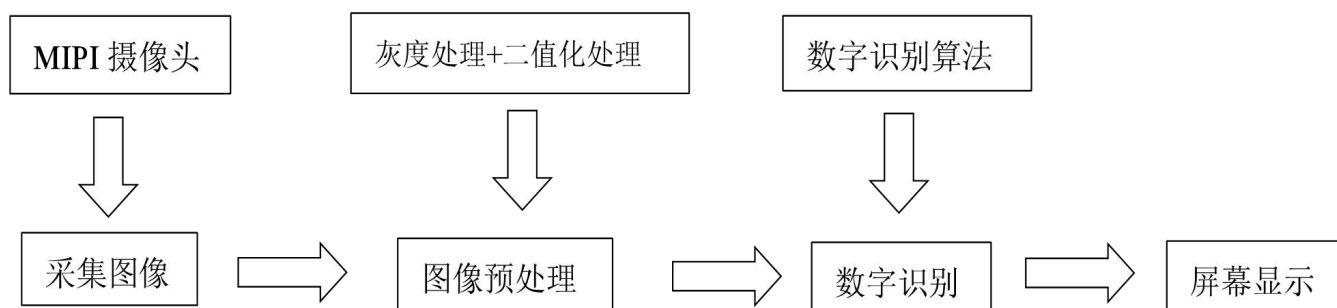 MIPI 摄像头
灰度处理+二值化处理
数字识别算法
采集图像
图像预处理
数字识别
屏幕显示